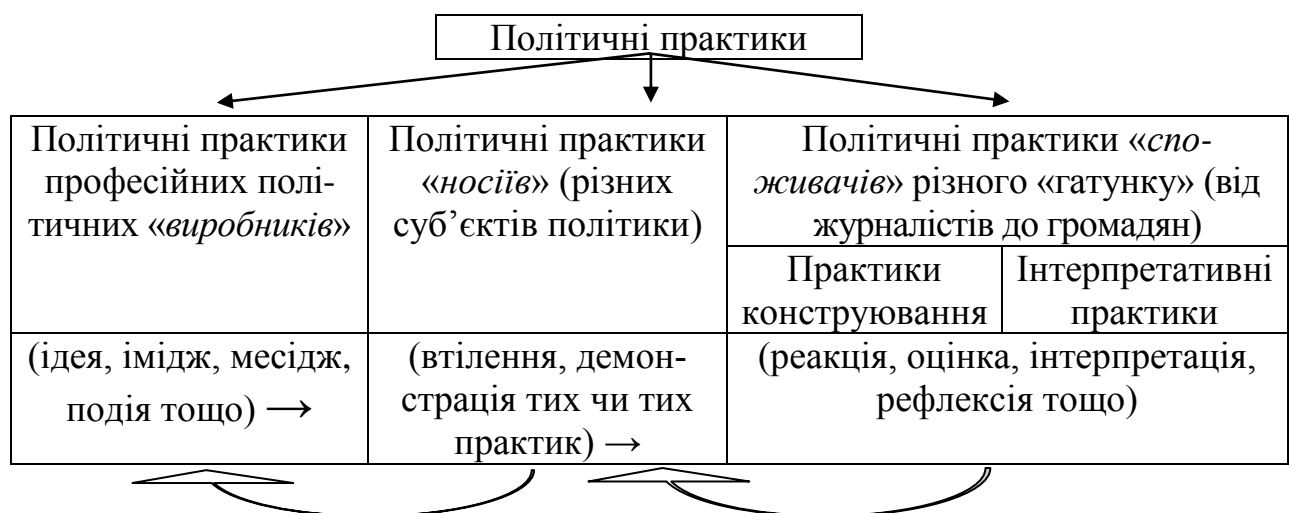 Політичні практики
Політичні практики
професійних полі-
тичних «виробників»
Політичні практики
«носіїв» (різних
суб’єктів політики)
Політичні практики «спо-
живачів» різного «гатунку» (від
журналістів до громадян)
Практики
конструювання
Інтерпретативні
практики
(ідея, імідж, месідж,
подія тощо) →
(втілення, демон-
страція тих чи тих
практик) →
(реакція, оцінка, інтерпретація,
рефлексія тощо)